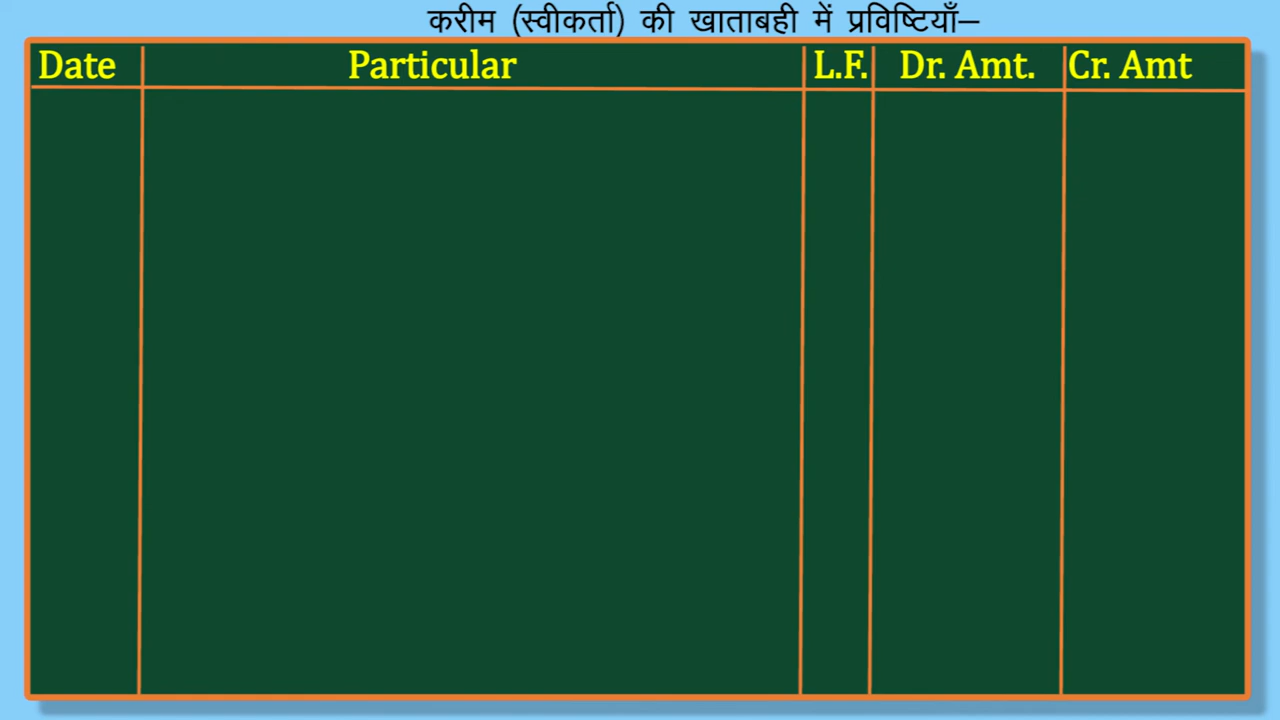 करीम (स्वीकर्ता) की खाताबही में प्रविष्टियाँ–
Date Particular L.F. Dr. Amt. Cr. Amt